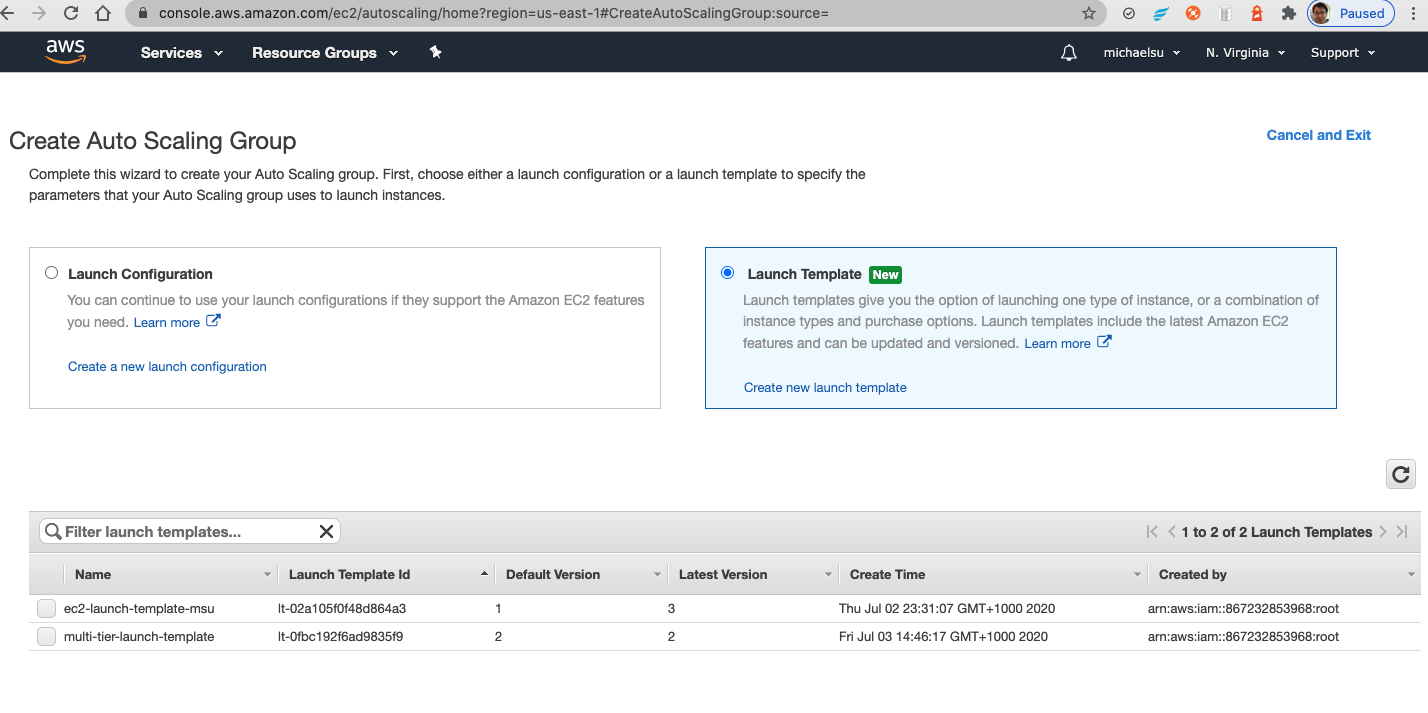 console.aws.amazon.com/ec2/autoscaling/home?region=us-east-1#CreateAutoScalingGroup:source=
Paused
aws
Services
Resource Groups
michaelsu
N. Virginia
Support
Create Auto Scaling Group
Cancel and Exit
Complete this wizard to create your Auto Scaling group. First, choose either a launch configuration or a launch template to specify the
parameters that your Auto Scaling group uses to launch instances.
Launch Configuration
You can continue to use your launch configurations if they support the Amazon EC2 features
you need. Learn more
Create a new launch configuration
Launch Template New
Launch templates give you the option of launching one type of instance, or a combination of
instance types and purchase options. Launch templates include the latest Amazon EC2
features and can be updated and versioned. Learn more
Create new launch template
Filter launch templates...
1 to 2 of 2 Launch Templates
Name Launch Template Id Default Version Latest Version Create Time Created by
ec2-launch-template-msu lt-02a105f0f48d864a3 1 3 Thu Jul 02 23:31:07 GMT+1000 2020 arn:aws:iam::867232853968:root
multi-tier-launch-template lt-0fbc192f6ad9835f9 2 2 Fri Jul 03 14:46:17 GMT+1000 2020 arn:aws:iam::867232853968:root